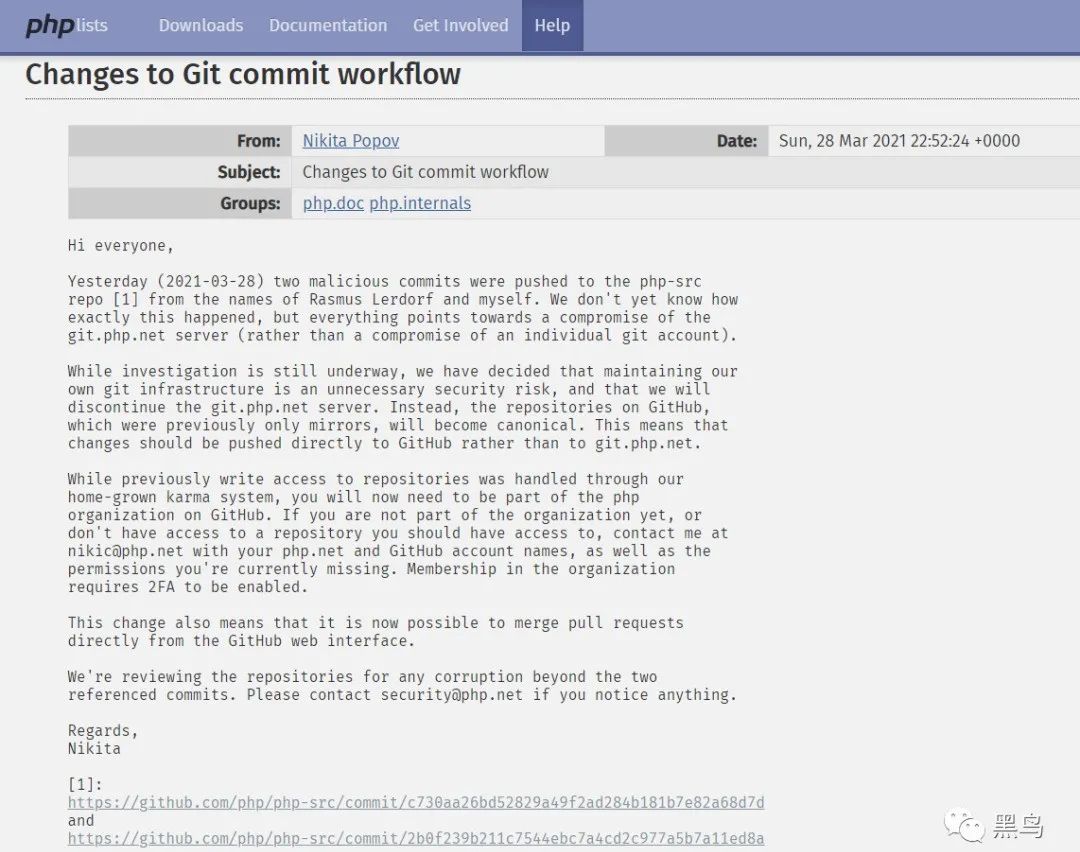 php lists Downloads Documentation Get Involved Help
Changes to Git commit workflow
From: Nikita Popov Date: Sun, 28 Mar 2021 22:52:24 +0000
Subject: Changes to Git commit workflow
Groups: php.doc php.internals
Hi everyone,
Yesterday (2021-03-28) two malicious commits were pushed to the php-src
repo [1] from the names of Rasmus Lerdorf and myself. We don't yet know how
exactly this happened, but everything points towards a compromise of the
git.php.net server (rather than a compromise of an individual git account).
While investigation is still underway, we have decided that maintaining our
own git infrastructure is an unnecessary security risk, and that we will
discontinue the git.php.net server. Instead, the repositories on GitHub,
which were previously only mirrors, will become canonical. This means that
changes should be pushed directly to GitHub rather than to git.php.net.
While previously write access to repositories was handled through our
home-grown karma system, you will now need to be part of the php
organization on GitHub. If you are not part of the organization yet, or
don't have access to a repository you should have access to, contact me at
nikic@php.net with your php.net and GitHub account names, as well as the
permissions you're currently missing. Membership in the organization
requires 2FA to be enabled.
This change also means that it is now possible to merge pull requests
directly from the GitHub web interface.
We're reviewing the repositories for any corruption beyond the two
referenced commits. Please contact security@php.net if you notice anything.
Regards,
Nikita
[1]:
https://github.com/php/php-src/commit/c730aa26bd52829a49f2ad284b181b7e82a68d7d
and
https://github.com/php/php-src/commit/2b0f239b211c7544ebc7a4cd2c977a5b7a11ed8a
黑鸟